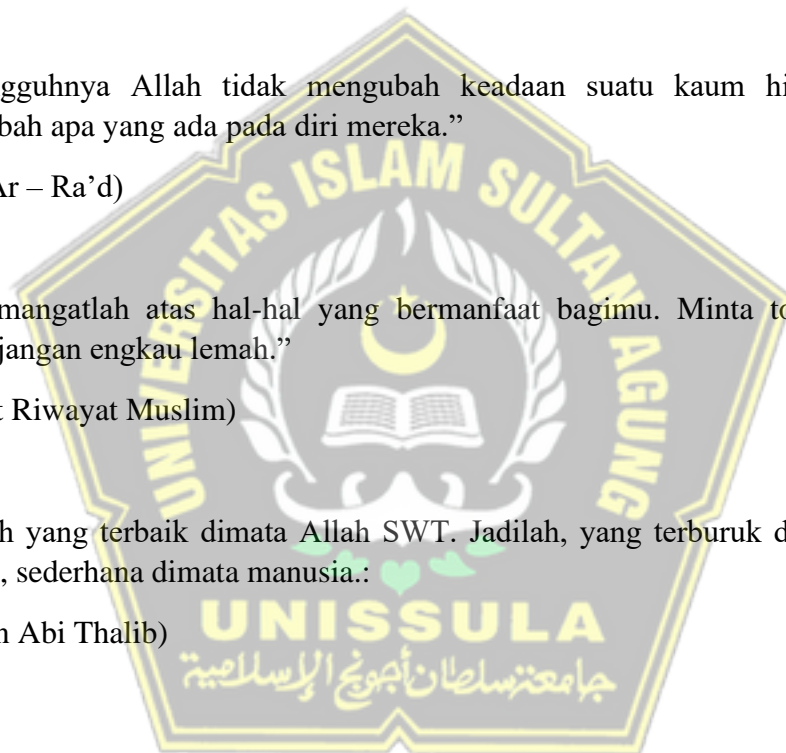 gguhnya Allah tidak mengubah keadaan suatu kaum hi
bah apa yang ada pada diri mereka.”
Ar – Ra’d)
mangatlah atas hal-hal yang bermanfaat bagimu. Minta to
jangan engkau lemah.”
t Riwayat Muslim)
h yang terbaik dimata Allah SWT. Jadilah, yang terburuk d
, sederhana dimata manusia.:
n Abi Thalib)
UNIVERSITAS ISLAM SULTAN AGUNG
UNISSULA
جامعة سلطان أجونج الإسلامية